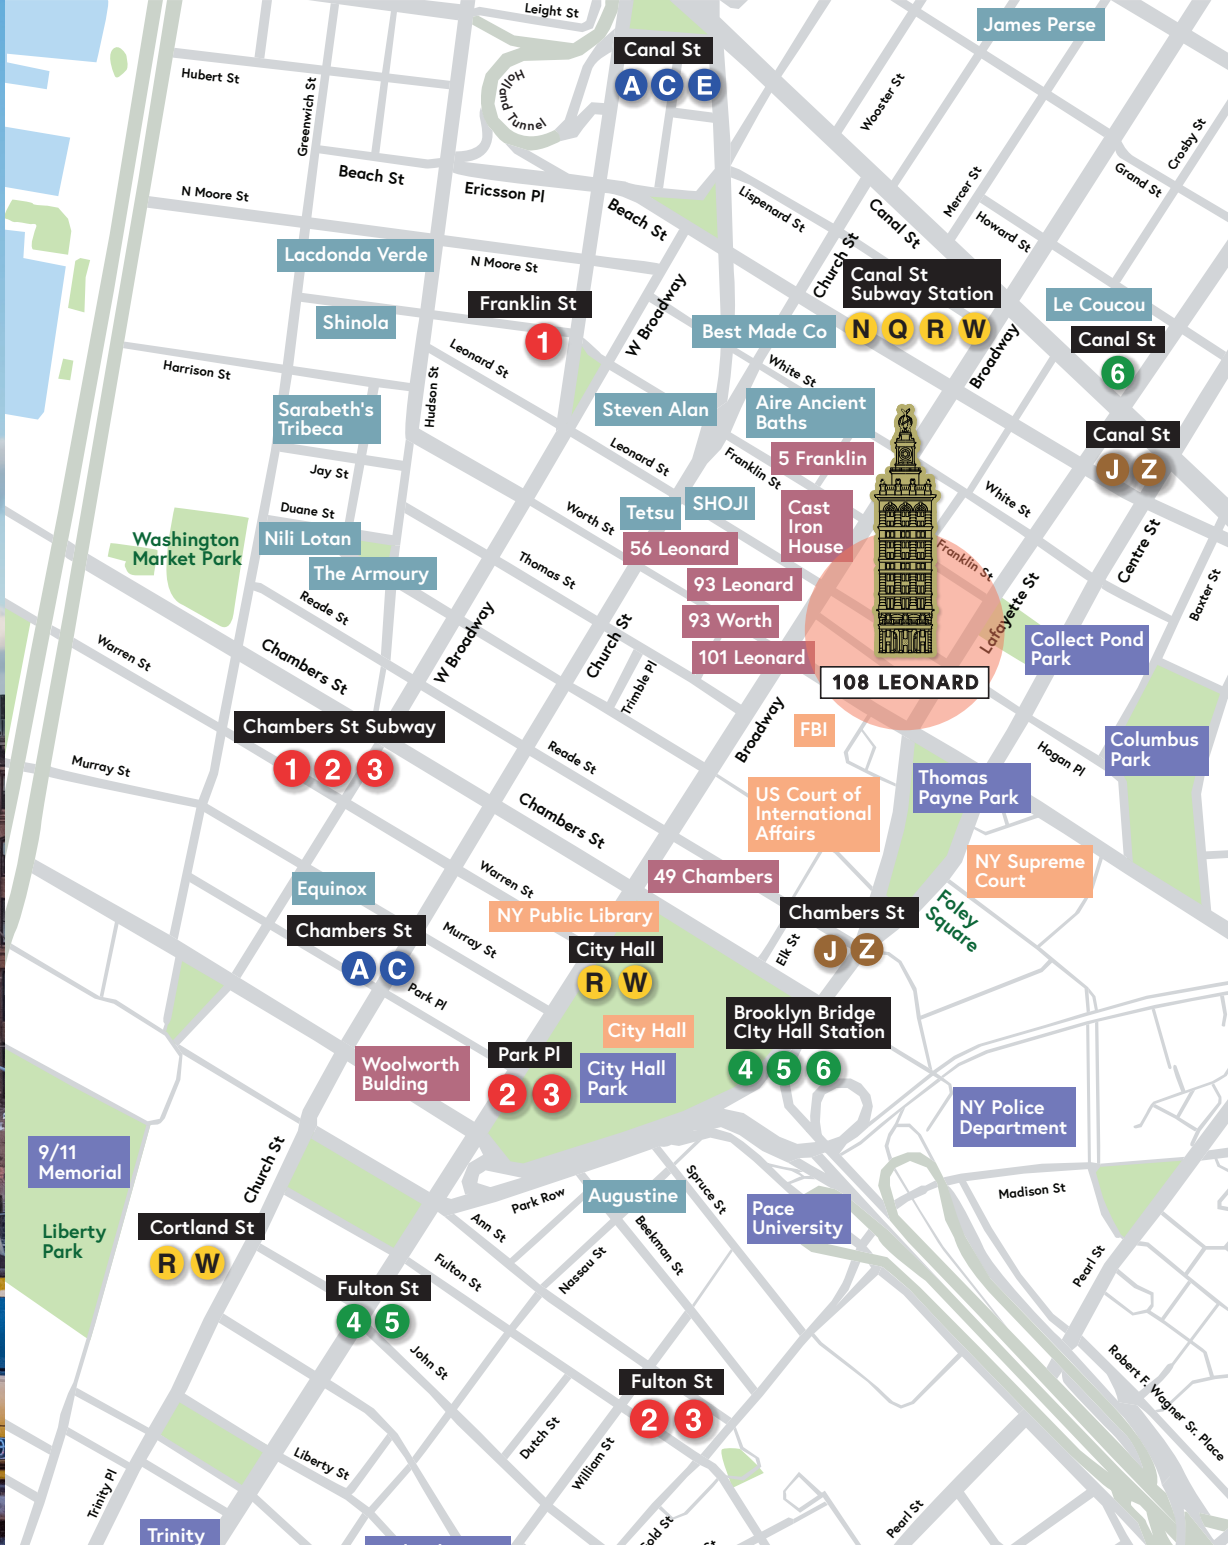 Leight St
James Perse
Canal St
A C E
Holland Tunnel
Hubert St
Greenwich St
Wooster St
Crosby St
Grand St
Mercer St
Beach St
Ericsson Pl
N Moore St
Beach St
Lispenard St
Canal St
Howard St
Church St
Lacdonda Verde
N Moore St
Canal St
Subway Station
N Q R W
Le Coucou
Franklin St
1
Shinola
W Broadway
Best Made Co
Broadway
Canal St
6
Leonard St
White St
Harrison St
Hudson St
Sarabeth's
Tribeca
Steven Alan
Aire Ancient
Baths
Canal St
J Z
5 Franklin
Leonard St
Franklin St
Jay St
White St
Duane St
Worth St
Tetsu
SHOJI
Cast
Iron
House
Washington
Market Park
Nili Lotan
56 Leonard
Franklin St
Centre St
The Armoury
Thomas St
93 Leonard
Baxter St
Reade St
93 Worth
Lafayette St
Warren St
Chambers St
W Broadway
Church St
Trimble Pl
101 Leonard
Collect Pond
Park
108 LEONARD
Chambers St Subway
1 2 3
Broadway
FBI
Columbus
Park
Murray St
Reade St
Hogan Pl
Thomas
Payne Park
Chambers St
US Court of
International
Affairs
Warren St
49 Chambers
NY Supreme
Court
Equinox
NY Public Library
Chambers St
J Z
Foley
Square
Chambers St
A C
Murray St
City Hall
R W
Elk St
Park Pl
Brooklyn Bridge
CIty Hall Station
4 5 6
City Hall
Woolworth
Bulding
Park Pl
2 3
City Hall
Park
NY Police
Department
9/11
Memorial
Church St
Park Row
Augustine
Spruce St
Pace
University
Madison St
Liberty
Park
Cortland St
R W
Ann St
Beekman St
Fulton St
Nassau St
Pearl St
Fulton St
4 5
John St
Fulton St
2 3
Robert F. Wagner Sr. Place
Dutch St
William St
Liberty St
Trinity Pl
Pearl St
Trinity